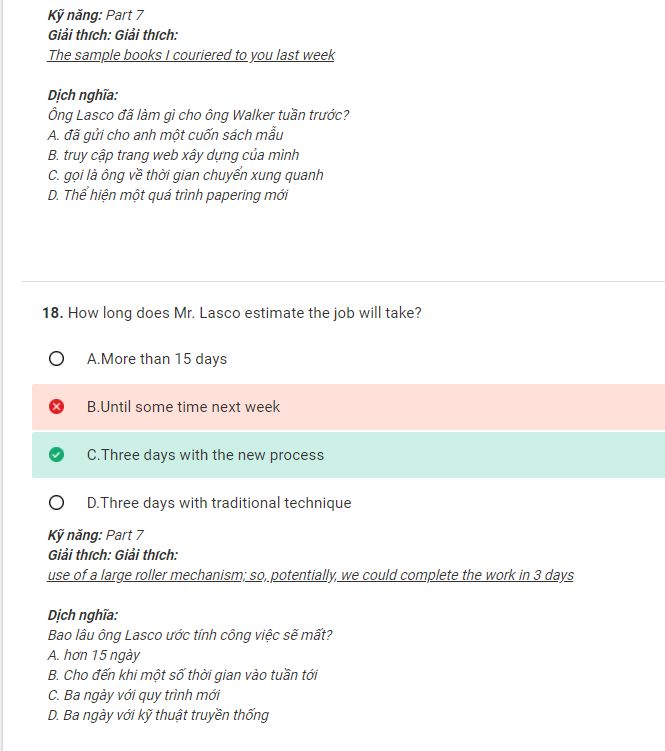 Kỹ năng: Part 7
Giải thích: Giải thích:
The sample books I couriered to you last week
Dịch nghĩa:
Ông Lasco đã làm gì cho ông Walker tuần trước?
A. đã gửi cho anh một cuốn sách mẫu
B. truy cập trang web xây dựng của mình
C. gọi là ông về thời gian chuyển xung quanh
D. Thể hiện một quá trình papering mới
18. How long does Mr. Lasco estimate the job will take?
A.More than 15 days
B.Until some time next week
C.Three days with the new process
D.Three days with traditional technique
Kỹ năng: Part 7
Giải thích: Giải thích:
use of a large roller mechanism; so, potentially, we could complete the work in 3 days
Dịch nghĩa:
Bao lâu ông Lasco ước tính công việc sẽ mất?
A. hơn 15 ngày
B. Cho đến khi một số thời gian vào tuần tới
C. Ba ngày với quy trình mới
D. Ba ngày với kỹ thuật truyền thống